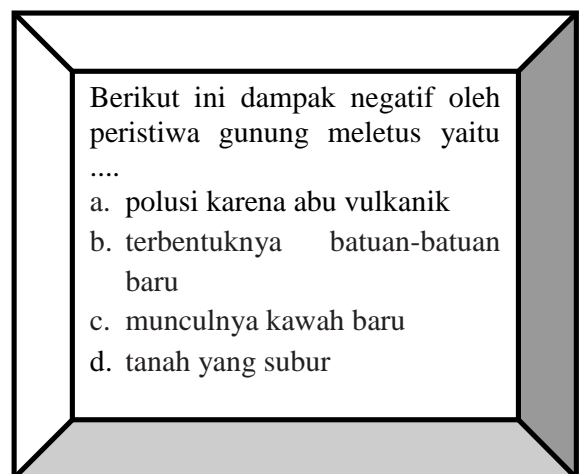 Berikut ini dampak negatif oleh
peristiwa gunung meletus yaitu
....
a. polusi karena abu vulkanik
b. terbentuknya batuan-batuan
baru
c. munculnya kawah baru
d. tanah yang subur